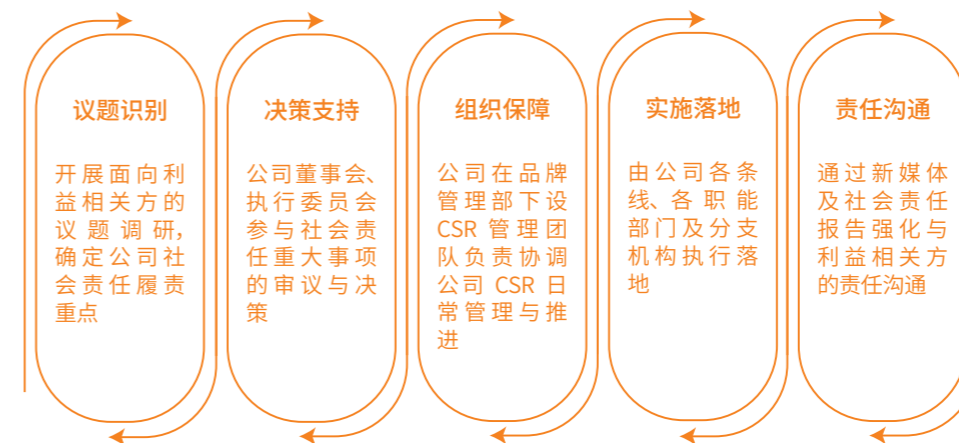 议题识别
开展面向利
益相关方的
议题调研,
确定公司社
会责任履责
重点
决策支持
公司董事会、
执行委员会
参与社会责
任重大事项
的审议与决
策
组织保障
公司在品牌
管理部下设
CSR 管理团
队负责协调
公司 CSR 日
常管理与推
进
实施落地
由公司各条
线、各职能
部门及分支
机构执行落
地
责任沟通
通过新媒体
及社会责任
报告强化与
利益相关方
的责任沟通